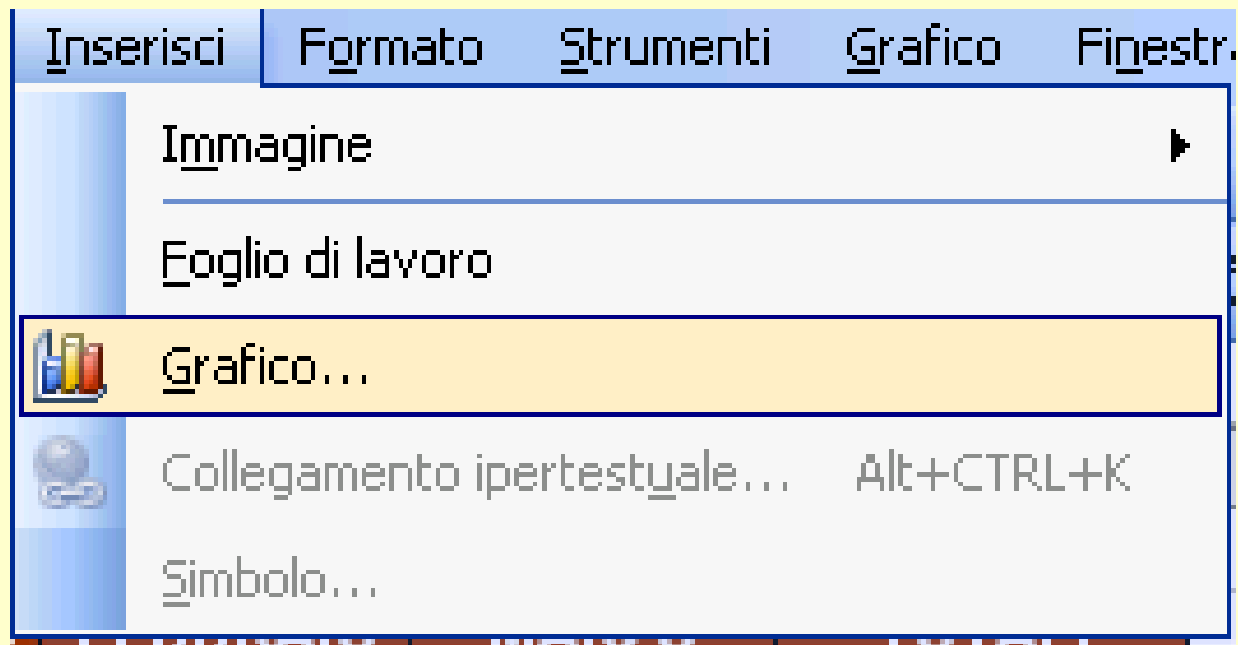 Inserisci Formato Strumenti Grafico
Immagine
Foglio di lavoro
Grafico...
Collegamento ipertestuale... Alt+CTRL+K
Simbolo...